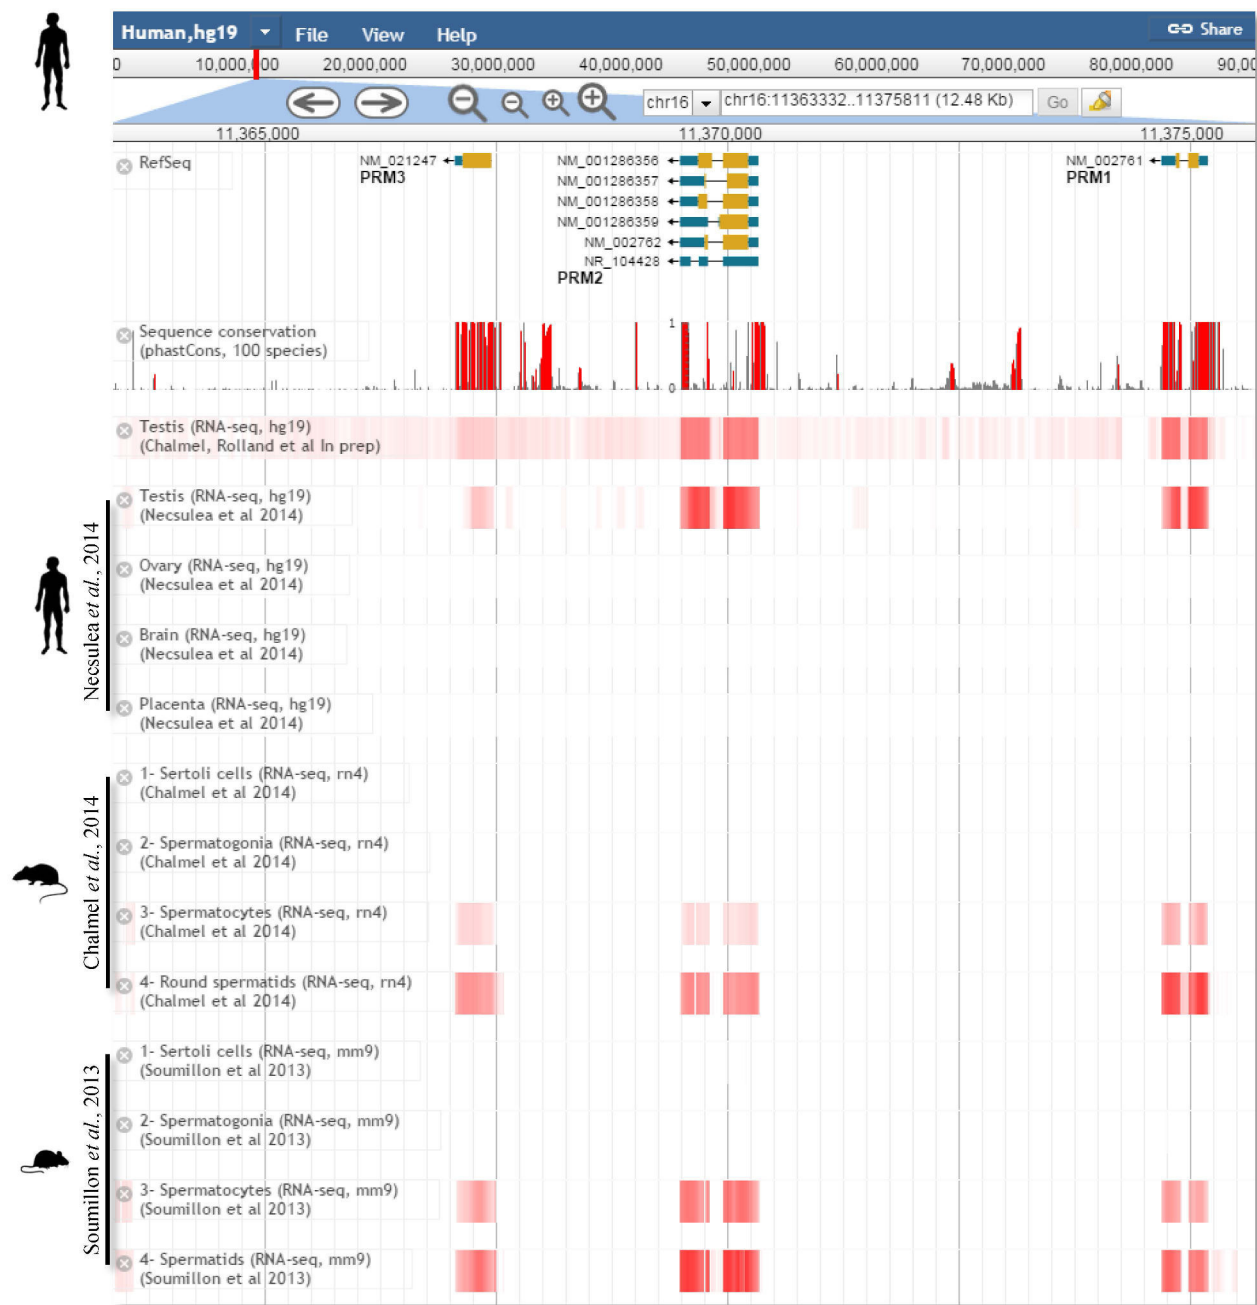 Human,hg19 File View Help Share
0 10,000,000 20,000,000 30,000,000 40,000,000 50,000,000 60,000,000 70,000,000 80,000,000 90,00
chr16 chr16:11363332..11375811 (12.48 Kb) Go
11,365,000 11,370,000 11,375,000
RefSeq
NM_021247
PRM3
NM_001286356
NM_001286357
NM_001286358
NM_001286359
NM_002762
NR_104428
PRM2
NM_002761
PRM1
Sequence conservation
(phastCons, 100 species)
1
0
Testis (RNA-seq, hg19)
(Chalmel, Rolland et al In prep)
Necsulea et al., 2014
Testis (RNA-seq, hg19)
(Necsulea et al 2014)
Ovary (RNA-seq, hg19)
(Necsulea et al 2014)
Brain (RNA-seq, hg19)
(Necsulea et al 2014)
Placenta (RNA-seq, hg19)
(Necsulea et al 2014)
Chalmel et al., 2014
1- Sertoli cells (RNA-seq, rn4)
(Chalmel et al 2014)
2- Spermatogonia (RNA-seq, rn4)
(Chalmel et al 2014)
3- Spermatocytes (RNA-seq, rn4)
(Chalmel et al 2014)
4- Round spermatids (RNA-seq, rn4)
(Chalmel et al 2014)
Soumillon et al., 2013
1- Sertoli cells (RNA-seq, mm9)
(Soumillon et al 2013)
2- Spermatogonia (RNA-seq, mm9)
(Soumillon et al 2013)
3- Spermatocytes (RNA-seq, mm9)
(Soumillon et al 2013)
4- Spermatids (RNA-seq, mm9)
(Soumillon et al 2013)